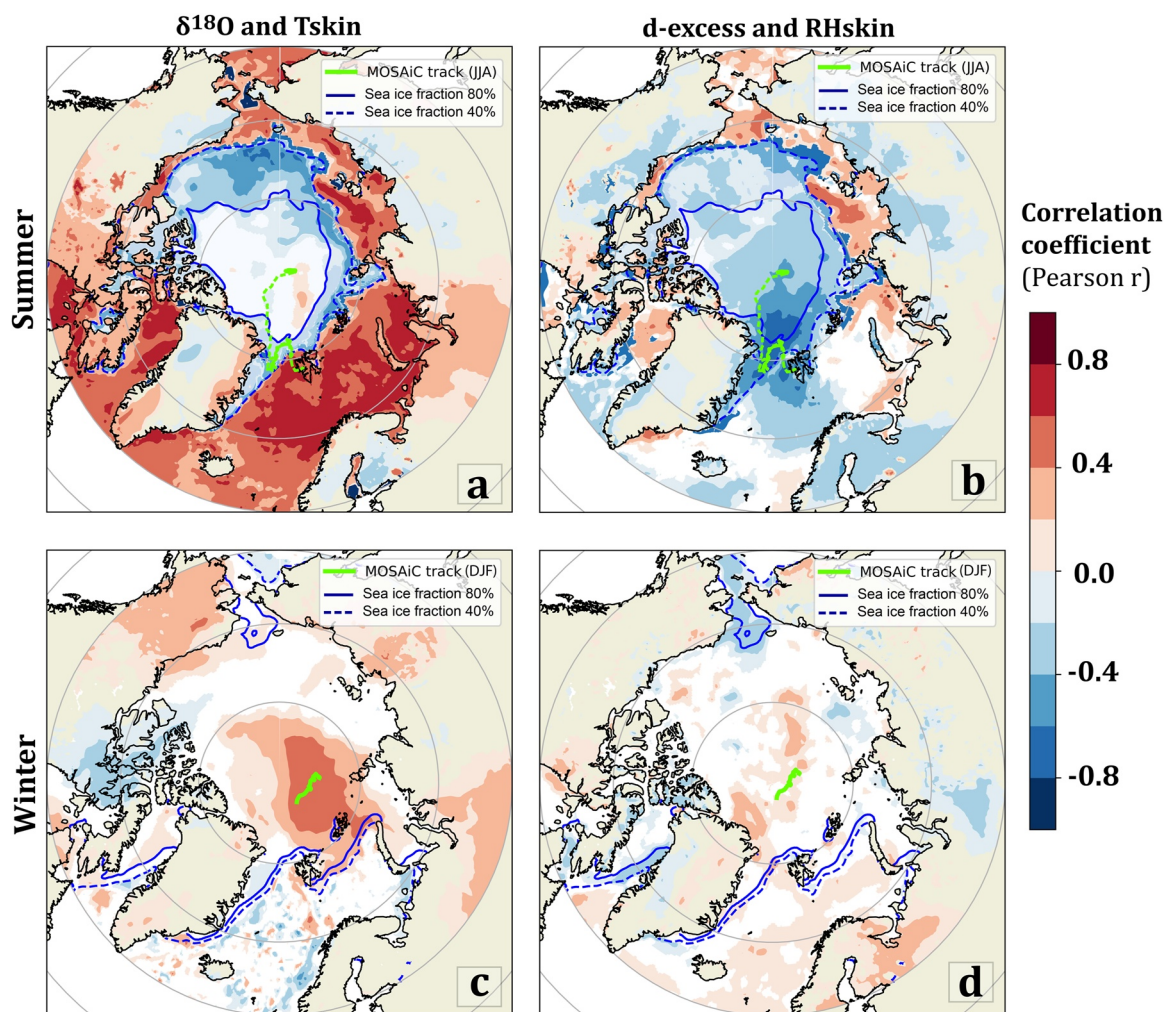 δ¹⁸O and Tskin
d-excess and RHskin
Summer
MOSAiC track (JJA)
Sea ice fraction 80%
Sea ice fraction 40%
a
MOSAiC track (JJA)
Sea ice fraction 80%
Sea ice fraction 40%
b
Correlation
coefficient
(Pearson r)
0.8
0.4
0.0
-0.4
-0.8
Winter
MOSAiC track (DJF)
Sea ice fraction 80%
Sea ice fraction 40%
c
MOSAiC track (DJF)
Sea ice fraction 80%
Sea ice fraction 40%
d